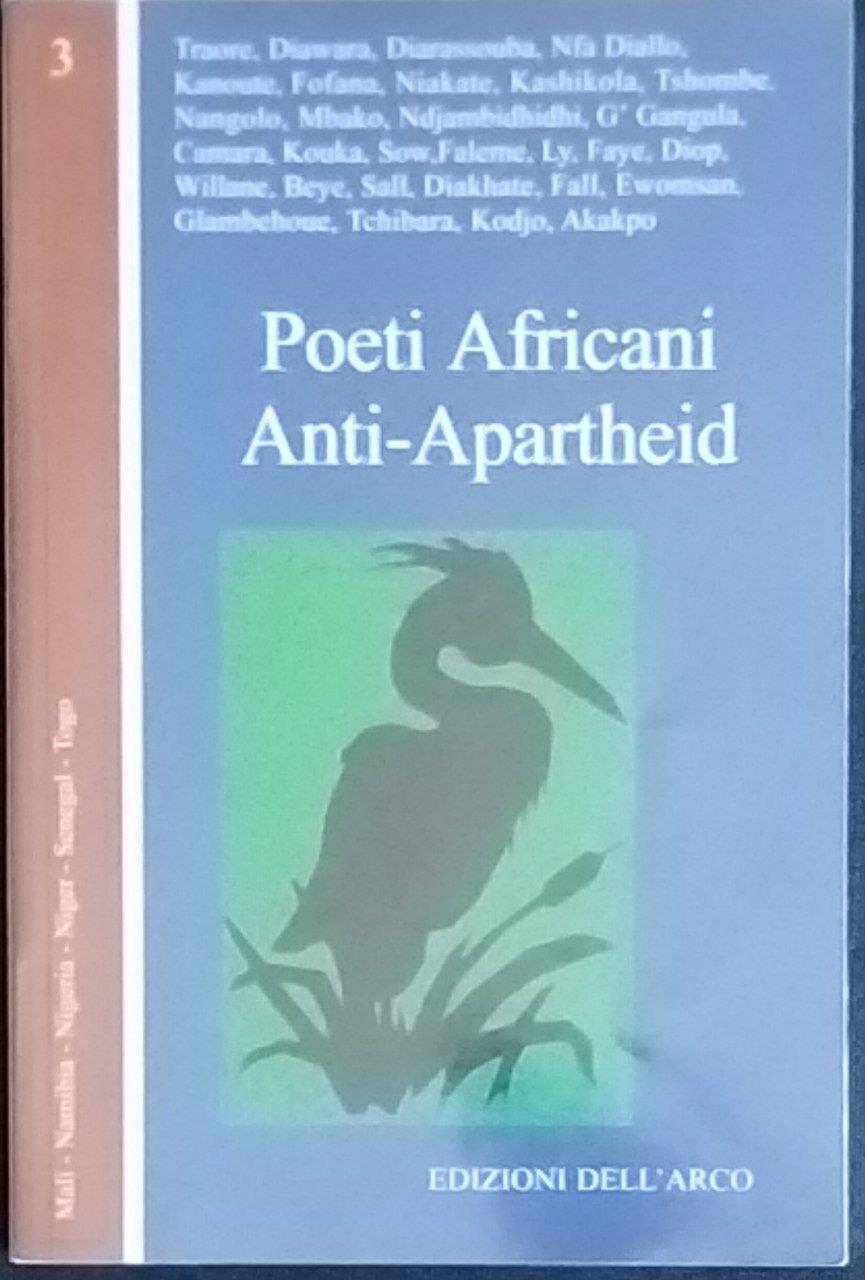 3
Traore, Diawara, Diarassouba, Nfa Diallo,
Kanoute, Fofana, Niakate, Kashikola, Tshombe,
Nangolo, Mbako, Ndjambidhidhi, G' Gangula,
Camara, Kouka, Sow,Faleme, Ly, Faye, Diop,
Willane, Beye, Sall, Diakhate, Fall, Ewomsan,
Glambehoue, Tchibara, Kodjo, Akakpo
Poeti Africani
Anti-Apartheid
Mali - Namibia - Nigeria - Niger - Senegal - Togo
EDIZIONI DELL'ARCO